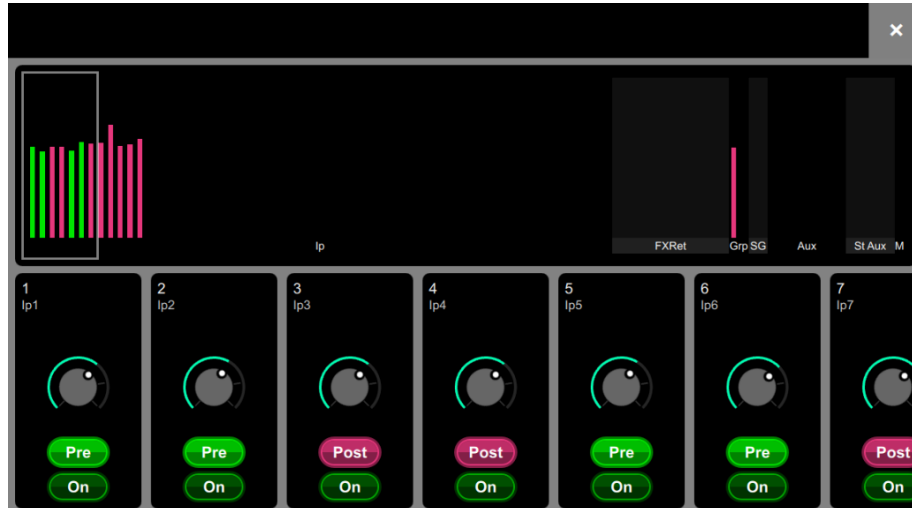 ×
Ip FXRet Grp SG Aux St Aux M
1 2 3 4 5 6 7
Ip1 Ip2 Ip3 Ip4 Ip5 Ip6 Ip7
Pre Pre Post Post Pre Pre Post
On On On On On On On